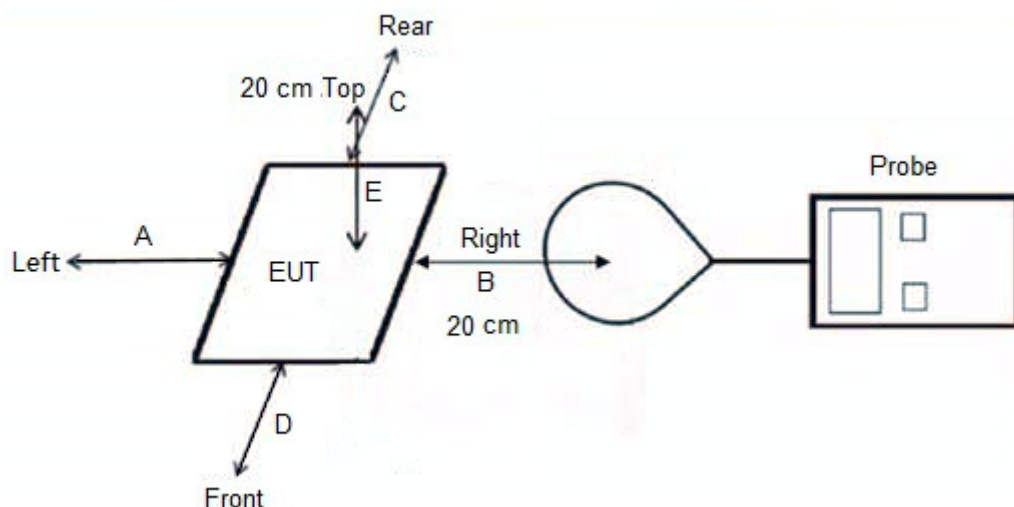 Rear
20 cm .Top
C
E
A
Left
EUT
Right
B
20 cm
Probe
D
Front